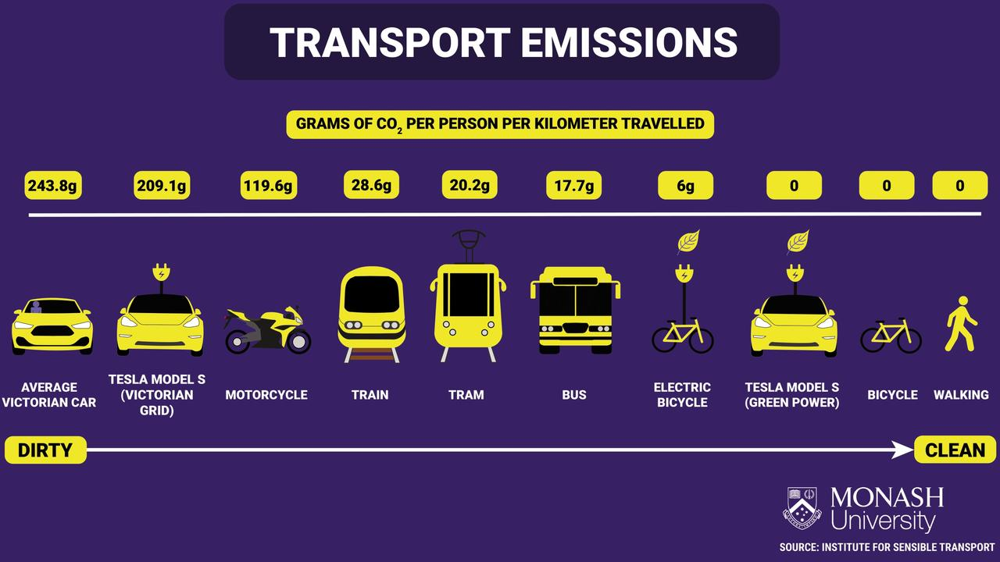 TRANSPORT EMISSIONS
GRAMS OF CO₂ PER PERSON PER KILOMETER TRAVELLED
243.8g
209.1g
119.6g
28.6g
20.2g
17.7g
6g
0
0
0
AVERAGE
VICTORIAN CAR
TESLA MODEL S
(VICTORIAN
GRID)
MOTORCYCLE
TRAIN
TRAM
BUS
ELECTRIC
BICYCLE
TESLA MODEL S
(GREEN POWER)
BICYCLE
WALKING
DIRTY
CLEAN
MONASH
University
SOURCE: INSTITUTE FOR SENSIBLE TRANSPORT